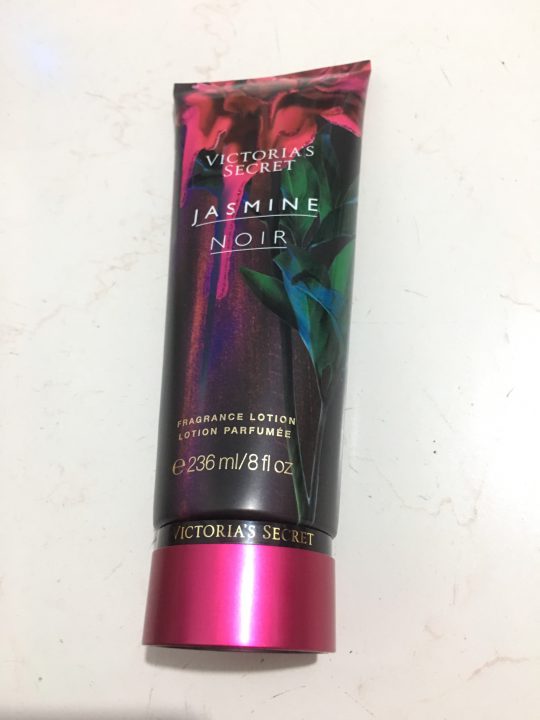 VICTORIA'S
SECRET
JASMINE
NOIR
FRAGRANCE LOTION
LOTION PARFUMÉE
℮ 236 ml/8 fl oz
VICTORIA'S SECRET